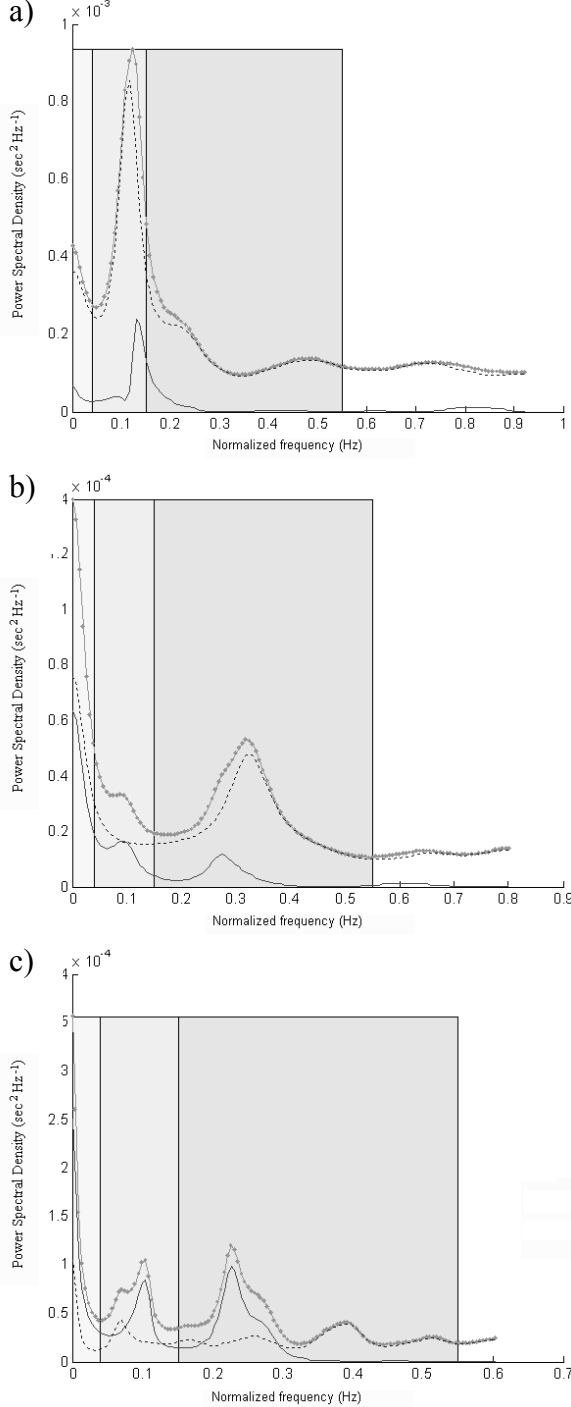 a)
× 10⁻³
1
0.8
0.6
0.4
0.2
0
Power Spectral Density (sec² Hz⁻¹)
0 0.1 0.2 0.3 0.4 0.5 0.6 0.7 0.8 0.9 1
Normalized frequency (Hz)
b)
× 10⁻⁴
.2
1
0.8
0.6
0.4
0.2
0
Power Spectral Density (sec² Hz⁻¹)
0 0.1 0.2 0.3 0.4 0.5 0.6 0.7 0.8 0.9
Normalized frequency (Hz)
c)
× 10⁻⁴
4
5
3
2.5
2
1.5
1
0.5
0
Power Spectral Density (sec² Hz⁻¹)
0 0.1 0.2 0.3 0.4 0.5 0.6 0.7
Normalized frequency (Hz)